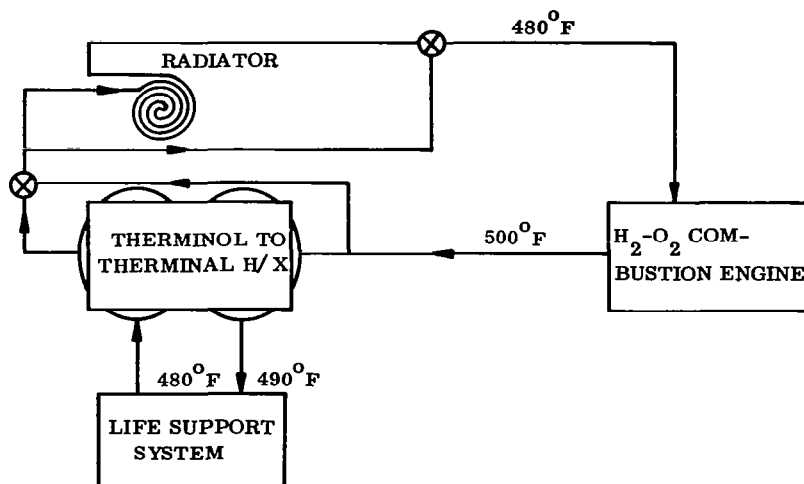 480°F
RADIATOR
THERMINOL TO
THERMINAL H/X
500°F
H₂-O₂ COM-
BUSTION ENGINE
480°F 490°F
LIFE SUPPORT
SYSTEM